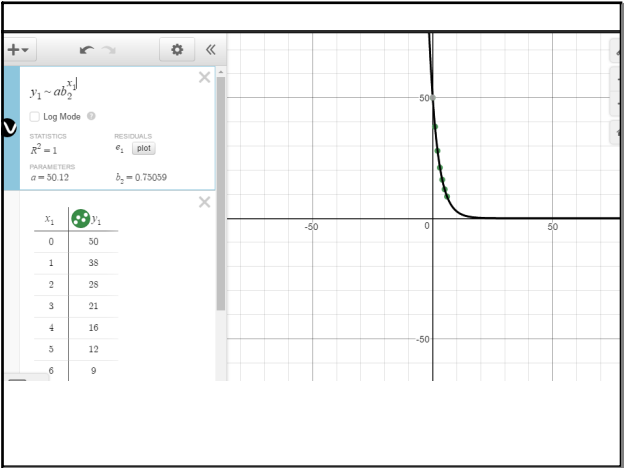 y₁ ~ ab₂^x₁
Log Mode ?
STATISTICS RESIDUALS
R² = 1 e₁ plot
PARAMETERS
a = 50.12 b₂ = 0.75059
x₁ y₁
0 50
1 38
2 28
3 21
4 16
5 12
6 9
50
-50 0 50
-50